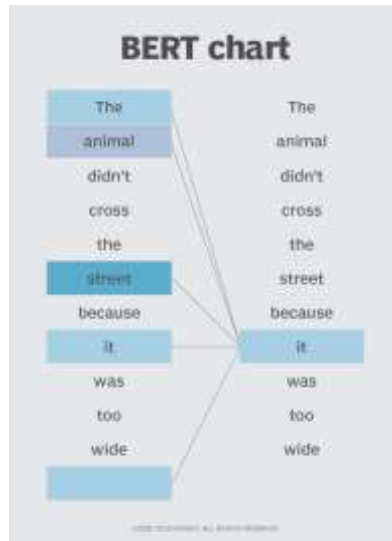 BERT chart
The The
animal animal
didn't didn't
cross cross
the the
street street
because because
it it
was was
too too
wide wide